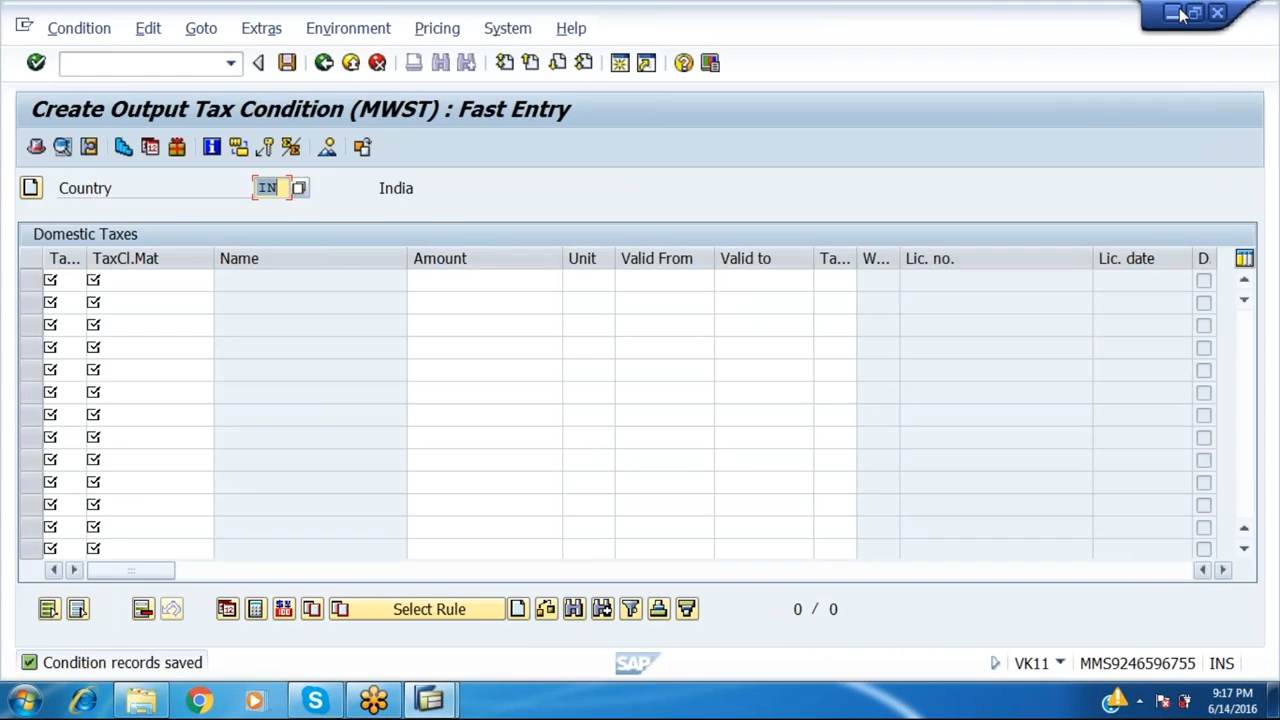 Condition Edit Goto Extras Environment Pricing System Help
Create Output Tax Condition (MWST) : Fast Entry
Country IN India
Domestic Taxes
Ta... TaxCl.Mat Name Amount Unit Valid From Valid to Ta... W... Lic. no. Lic. date D
Select Rule 0 / 0
Condition records saved SAP VK11 MMS9246596755 INS
9:17 PM
6/14/2016